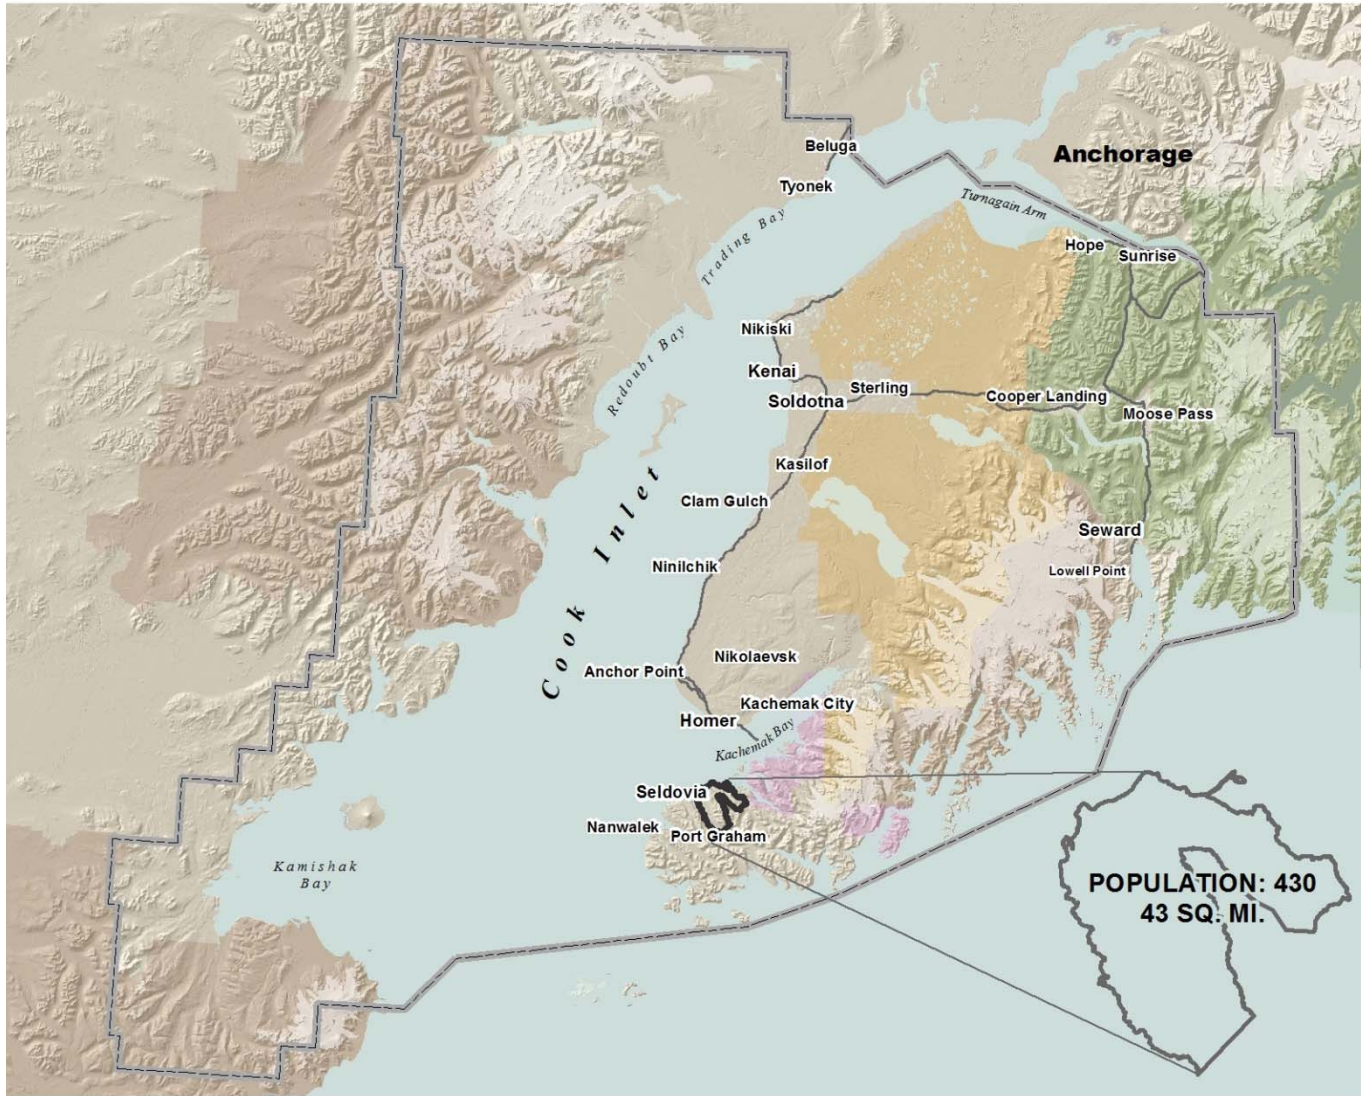 Beluga
Anchorage
Tyonek
Turnagain Arm
Trading Bay
Hope
Sunrise
Nikiski
Redoubt Bay
Kenai
Sterling
Soldotna
Cooper Landing
Moose Pass
Kasilof
Clam Gulch
Cook Inlet
Seward
Ninilchik
Lowell Point
Nikolaevsk
Anchor Point
Kachemak City
Homer
Kachemak Bay
Seldovia
Nanwalek
Port Graham
Kamishak
Bay
POPULATION: 430
43 SQ. MI.